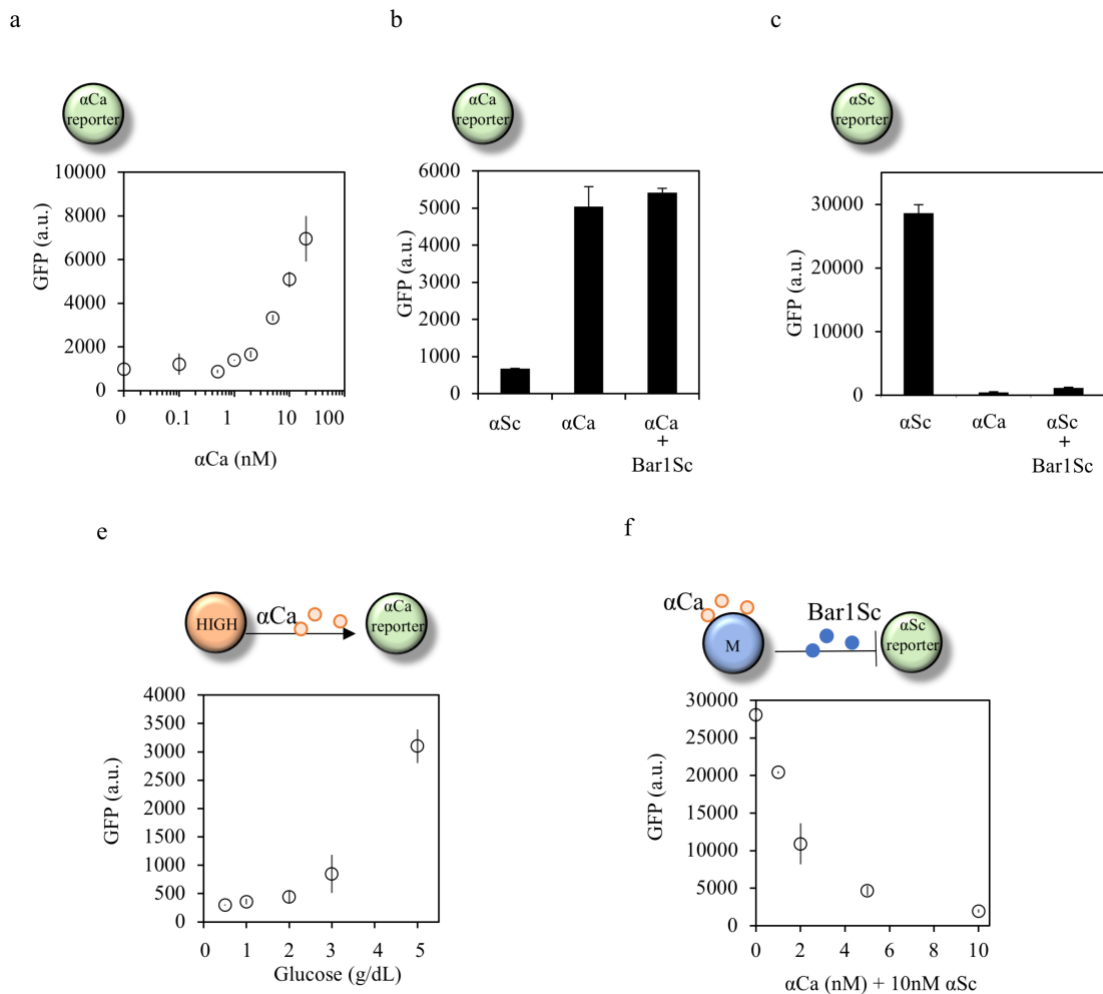 a
b
c
αCa
reporter
αCa
reporter
αSc
reporter
10000
8000
6000
4000
2000
0
GFP (a.u.)
0 0.1 1 10 100
αCa (nM)
6000
5000
4000
3000
2000
1000
0
GFP (a.u.)
αSc αCa αCa
+
Bar1Sc
30000
20000
10000
0
GFP (a.u.)
αSc αCa αSc
+
Bar1Sc
e
f
HIGH
αCa
αCa
reporter
4000
3500
3000
2500
2000
1500
1000
500
0
GFP (a.u.)
0 1 2 3 4 5
Glucose (g/dL)
αCa
M
Bar1Sc
αSc
reporter
30000
25000
20000
15000
10000
5000
0
GFP (a.u.)
0 2 4 6 8 10
αCa (nM) + 10nM αSc